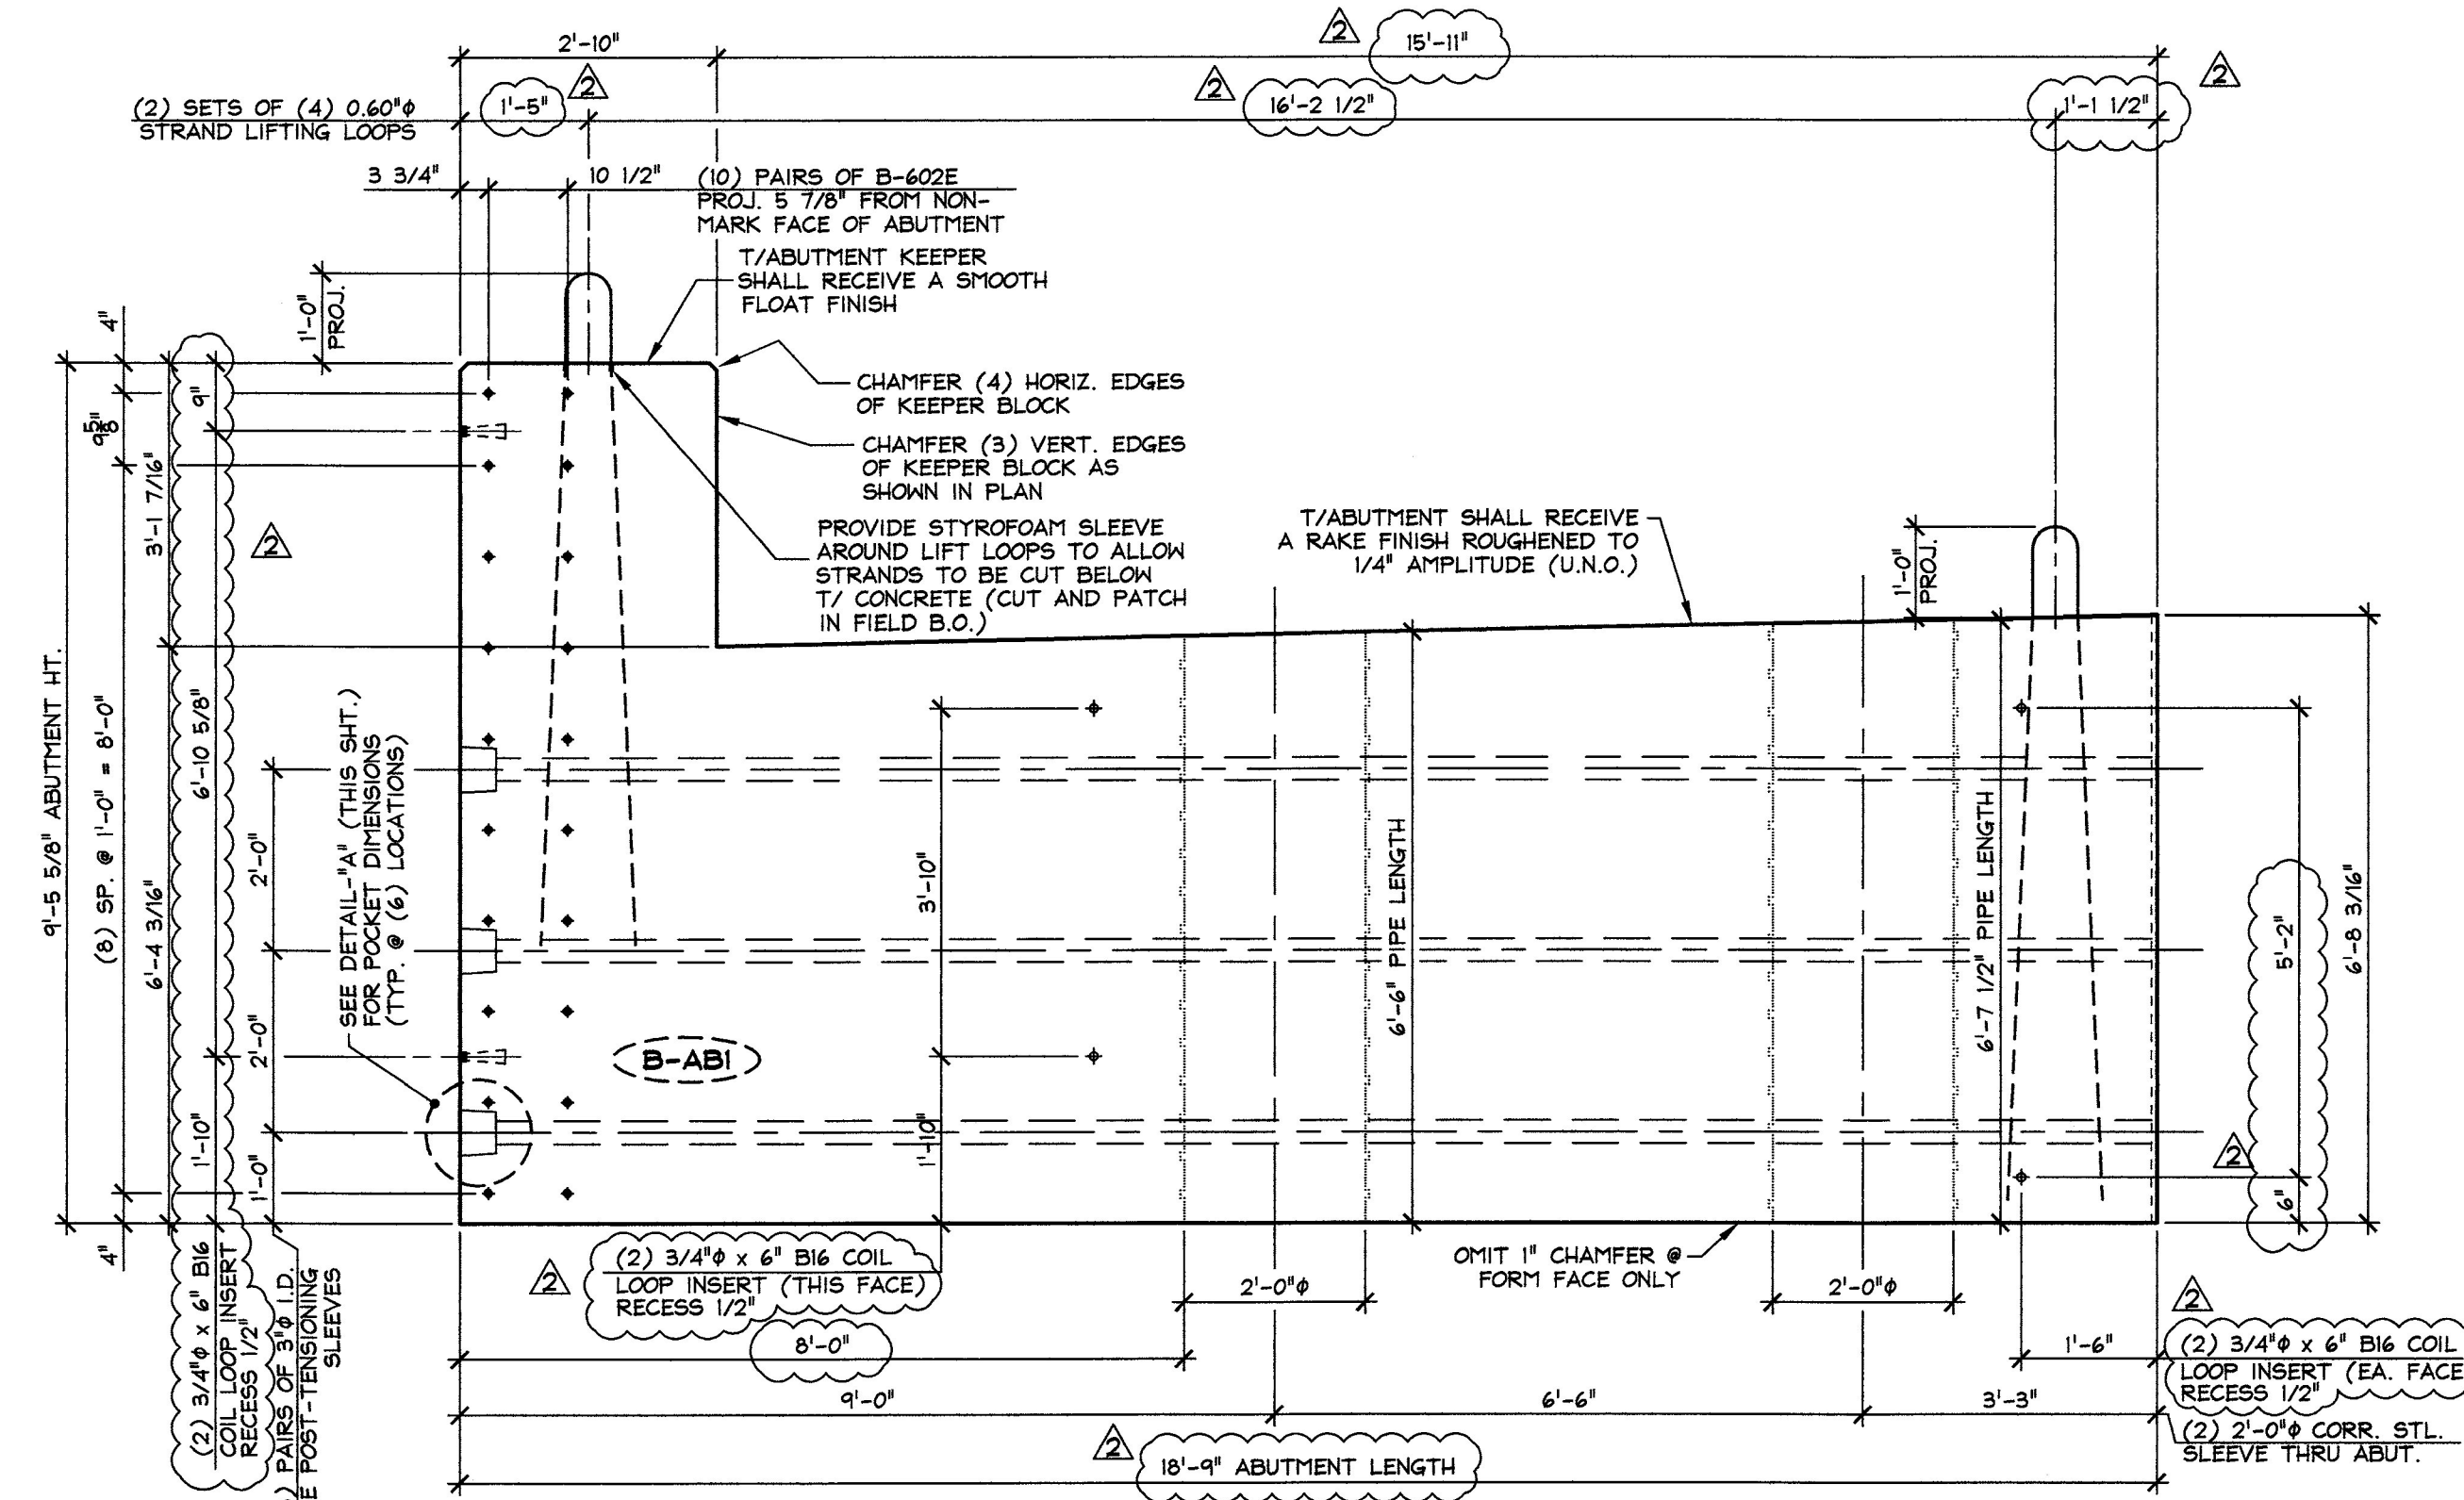 2'-10"
2
15'-11"
(2) SETS OF (4) 0.60"φ
STRAND LIFTING LOOPS
1'-5"
2
2
16'-2 1/2"
1'-1 1/2"
2
3 3/4"
10 1/2"
(10) PAIRS OF B-602E
PROJ. 5 7/8" FROM NON-
MARK FACE OF ABUTMENT
T/ABUTMENT KEEPER
SHALL RECEIVE A SMOOTH
FLOAT FINISH
1'-0"
PROJ.
4"
9"
9 5/8"
3'-1 7/16"
2
CHAMFER (4) HORIZ. EDGES
OF KEEPER BLOCK
CHAMFER (3) VERT. EDGES
OF KEEPER BLOCK AS
SHOWN IN PLAN
PROVIDE STYROFOAM SLEEVE
AROUND LIFT LOOPS TO ALLOW
STRANDS TO BE CUT BELOW
T/ CONCRETE (CUT AND PATCH
IN FIELD B.O.)
T/ABUTMENT SHALL RECEIVE
A RAKE FINISH ROUGHENED TO
1/4" AMPLITUDE (U.N.O.)
1'-0"
PROJ.
9'-5 5/8" ABUTMENT HT.
(8) SP. @ 1'-0" = 8'-0"
6'-4 3/16"
6'-10 5/8"
1'-10"
2'-0"
2'-0"
1'-0"
4"
SEE DETAIL-"A" (THIS SHT.)
FOR POCKET DIMENSIONS
(TYP. @ (6) LOCATIONS)
B-AB1
3'-10"
1'-10"
6'-6" PIPE LENGTH
6'-7 1/2" PIPE LENGTH
5'-2"
6'-8 3/16"
2
6"
(2) 3/4"φ x 6" B16
COIL LOOP INSERT
RECESS 1/2"
) PAIRS OF 3"φ I.D.
E POST-TENSIONING
SLEEVES
2
(2) 3/4"φ x 6" B16 COIL
LOOP INSERT (THIS FACE)
RECESS 1/2"
OMIT 1" CHAMFER @
FORM FACE ONLY
2'-0"φ
2'-0"φ
8'-0"
1'-6"
2
(2) 3/4"φ x 6" B16 COIL
LOOP INSERT (EA. FACE
RECESS 1/2"
9'-0"
6'-6"
3'-3"
(2) 2'-0"φ CORR. STL.
SLEEVE THRU ABUT.
2
18'-9" ABUTMENT LENGTH